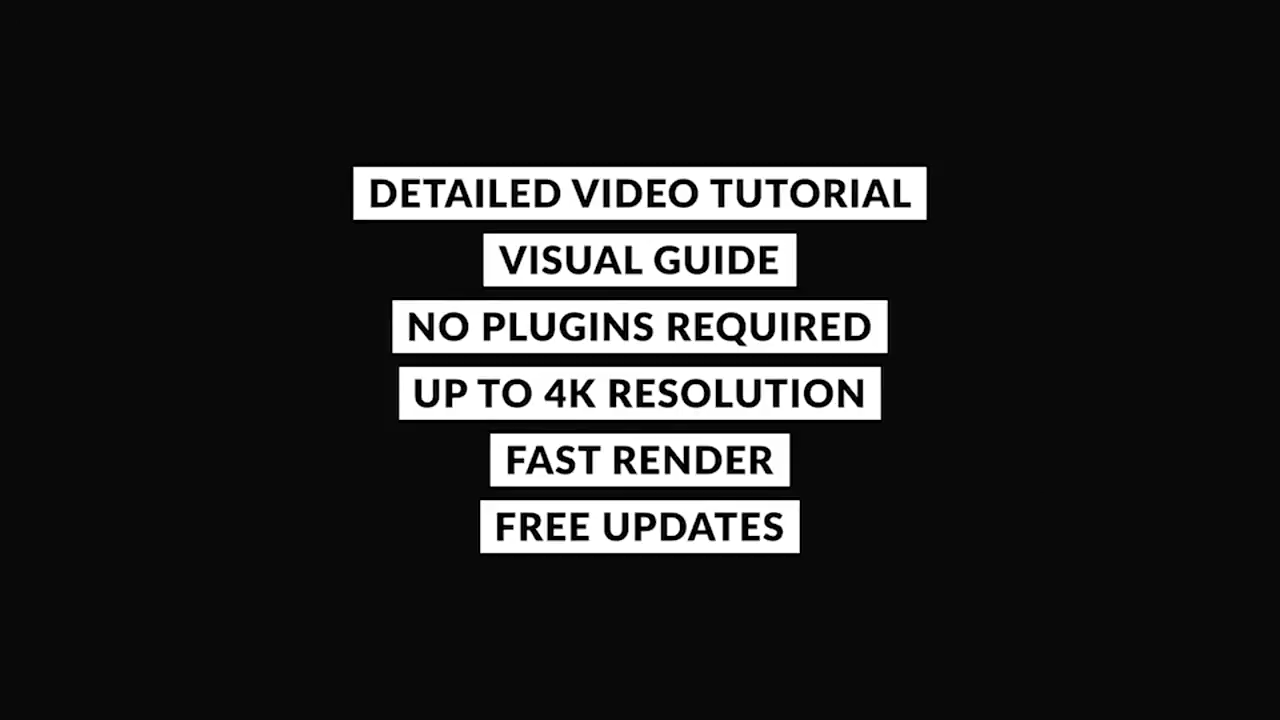 DETAILED VIDEO TUTORIAL
VISUAL GUIDE
NO PLUGINS REQUIRED
UP TO 4K RESOLUTION
FAST RENDER
FREE UPDATES